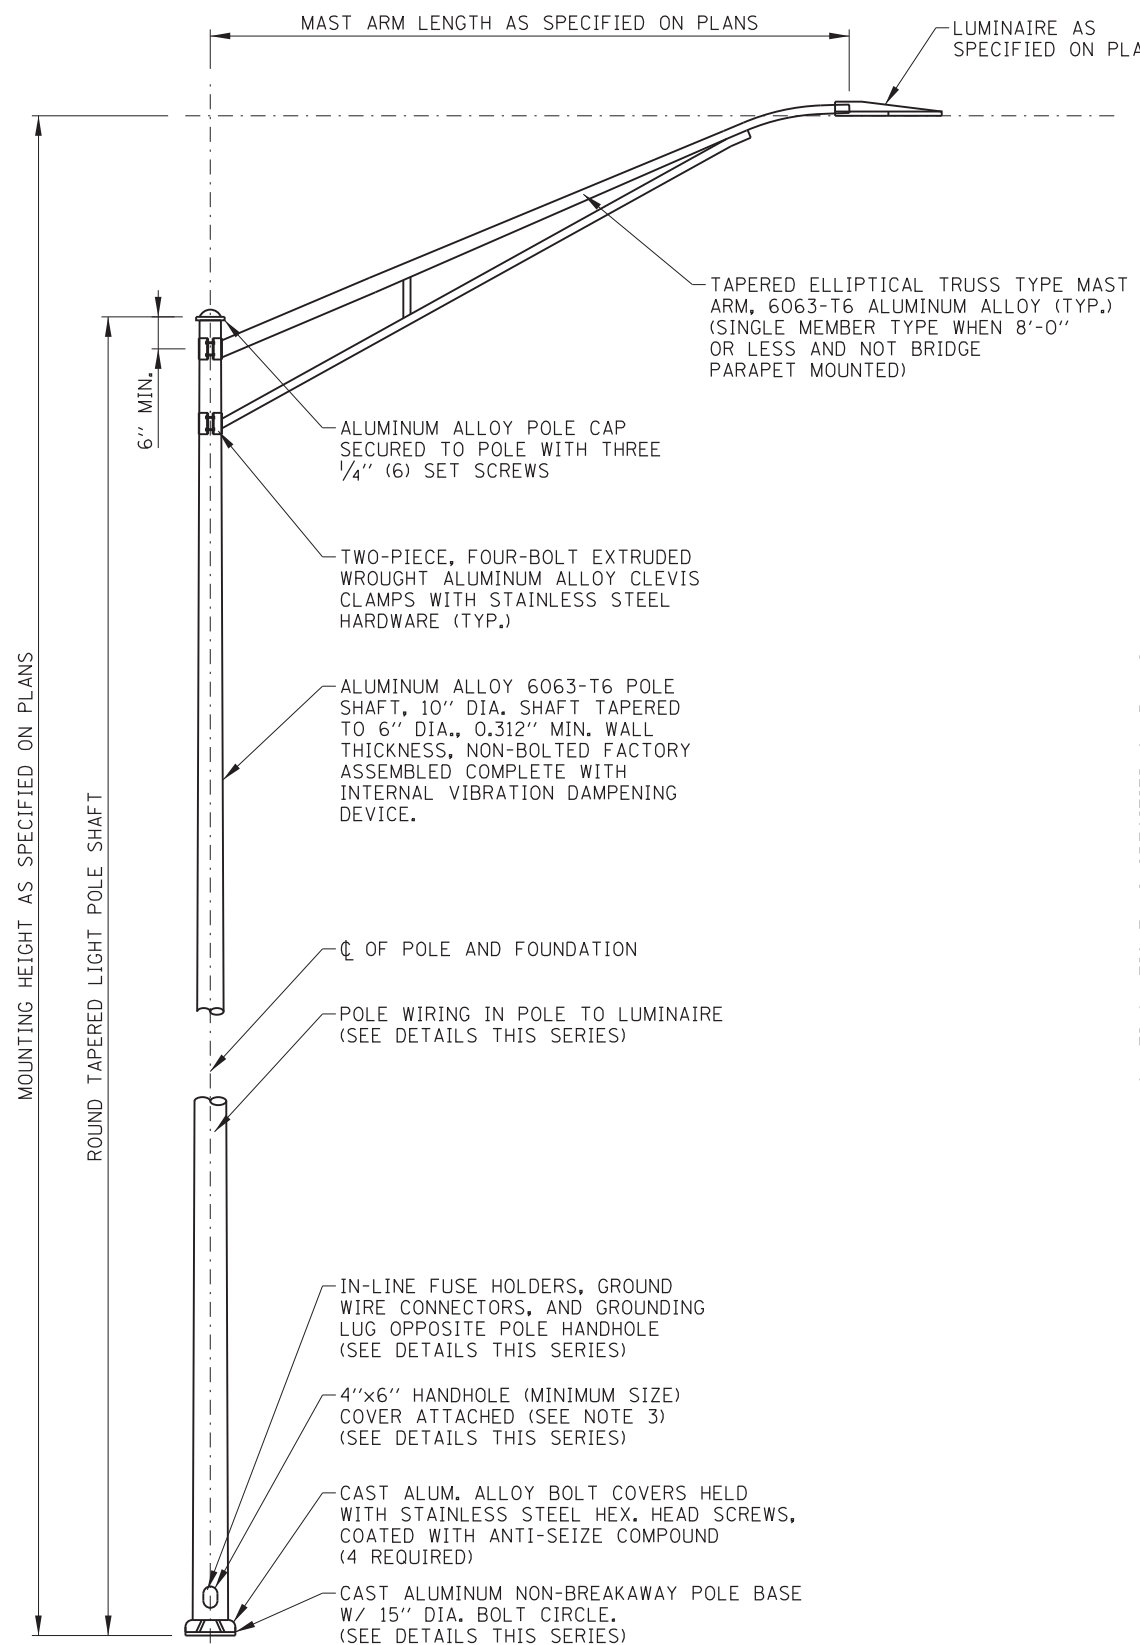 MAST ARM LENGTH AS SPECIFIED ON PLANS
LUMINAIRE AS
SPECIFIED ON
TAPERED ELLIPTICAL TRUSS TYPE MAST
ARM, 6063-T6 ALUMINUM ALLOY (TYP.)
(SINGLE MEMBER TYPE WHEN 8'-0"
OR LESS AND NOT BRIDGE
PARAPET MOUNTED)
6" MIN.
ALUMINUM ALLOY POLE CAP
SECURED TO POLE WITH THREE
1/4" (6) SET SCREWS
TWO-PIECE, FOUR-BOLT EXTRUDED
WROUGHT ALUMINUM ALLOY CLEVIS
CLAMPS WITH STAINLESS STEEL
HARDWARE (TYP.)
MOUNTING HEIGHT AS SPECIFIED ON PLANS
ROUND TAPERED LIGHT POLE SHAFT
ALUMINUM ALLOY 6063-T6 POLE
SHAFT, 10" DIA. SHAFT TAPERED
TO 6" DIA., 0.312" MIN. WALL
THICKNESS, NON-BOLTED FACTORY
ASSEMBLED COMPLETE WITH
INTERNAL VIBRATION DAMPENING
DEVICE.
℄ OF POLE AND FOUNDATION
POLE WIRING IN POLE TO LUMINAIRE
(SEE DETAILS THIS SERIES)
IN-LINE FUSE HOLDERS, GROUND
WIRE CONNECTORS, AND GROUNDING
LUG OPPOSITE POLE HANDHOLE
(SEE DETAILS THIS SERIES)
4"x6" HANDHOLE (MINIMUM SIZE)
COVER ATTACHED (SEE NOTE 3)
(SEE DETAILS THIS SERIES)
CAST ALUM. ALLOY BOLT COVERS HELD
WITH STAINLESS STEEL HEX. HEAD SCREWS,
COATED WITH ANTI-SEIZE COMPOUND
(4 REQUIRED)
CAST ALUMINUM NON-BREAKAWAY POLE BASE
W/ 15" DIA. BOLT CIRCLE.
(SEE DETAILS THIS SERIES)